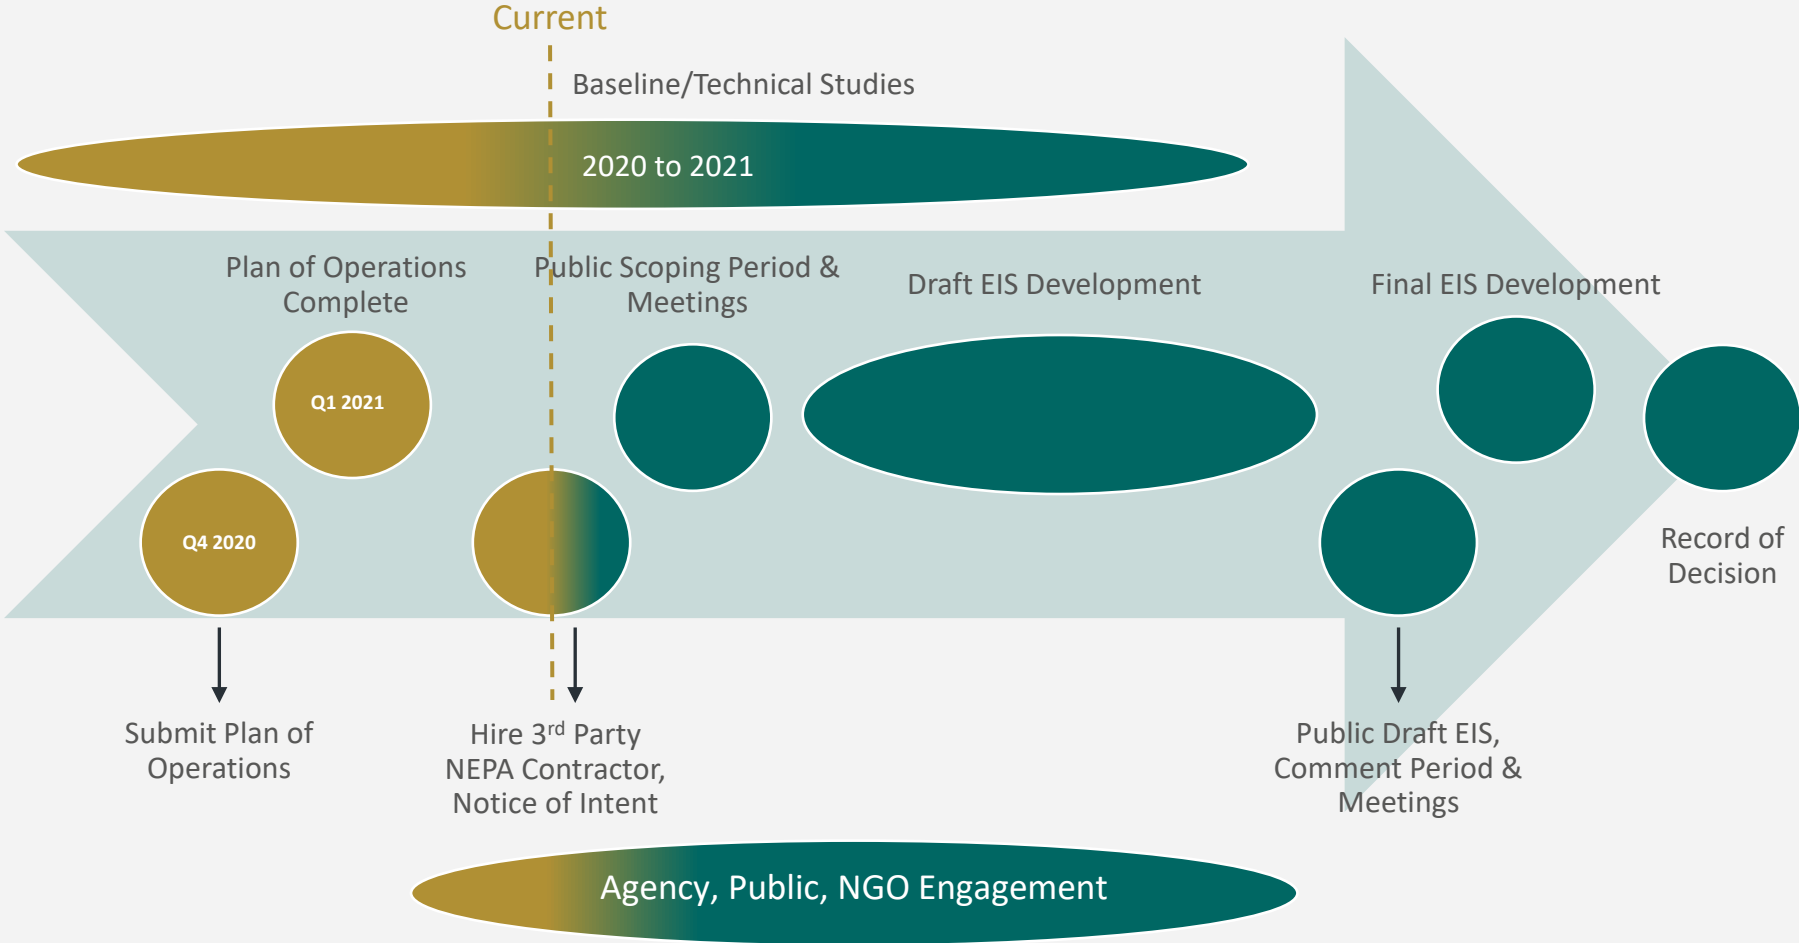 Current
Baseline/Technical Studies
2020 to 2021
Plan of Operations
Complete
Public Scoping Period &
Meetings
Draft EIS Development
Final EIS Development
Q1 2021
Q4 2020
Record of
Decision
Submit Plan of
Operations
Hire 3rd Party
NEPA Contractor,
Notice of Intent
Public Draft EIS,
Comment Period &
Meetings
Agency, Public, NGO Engagement